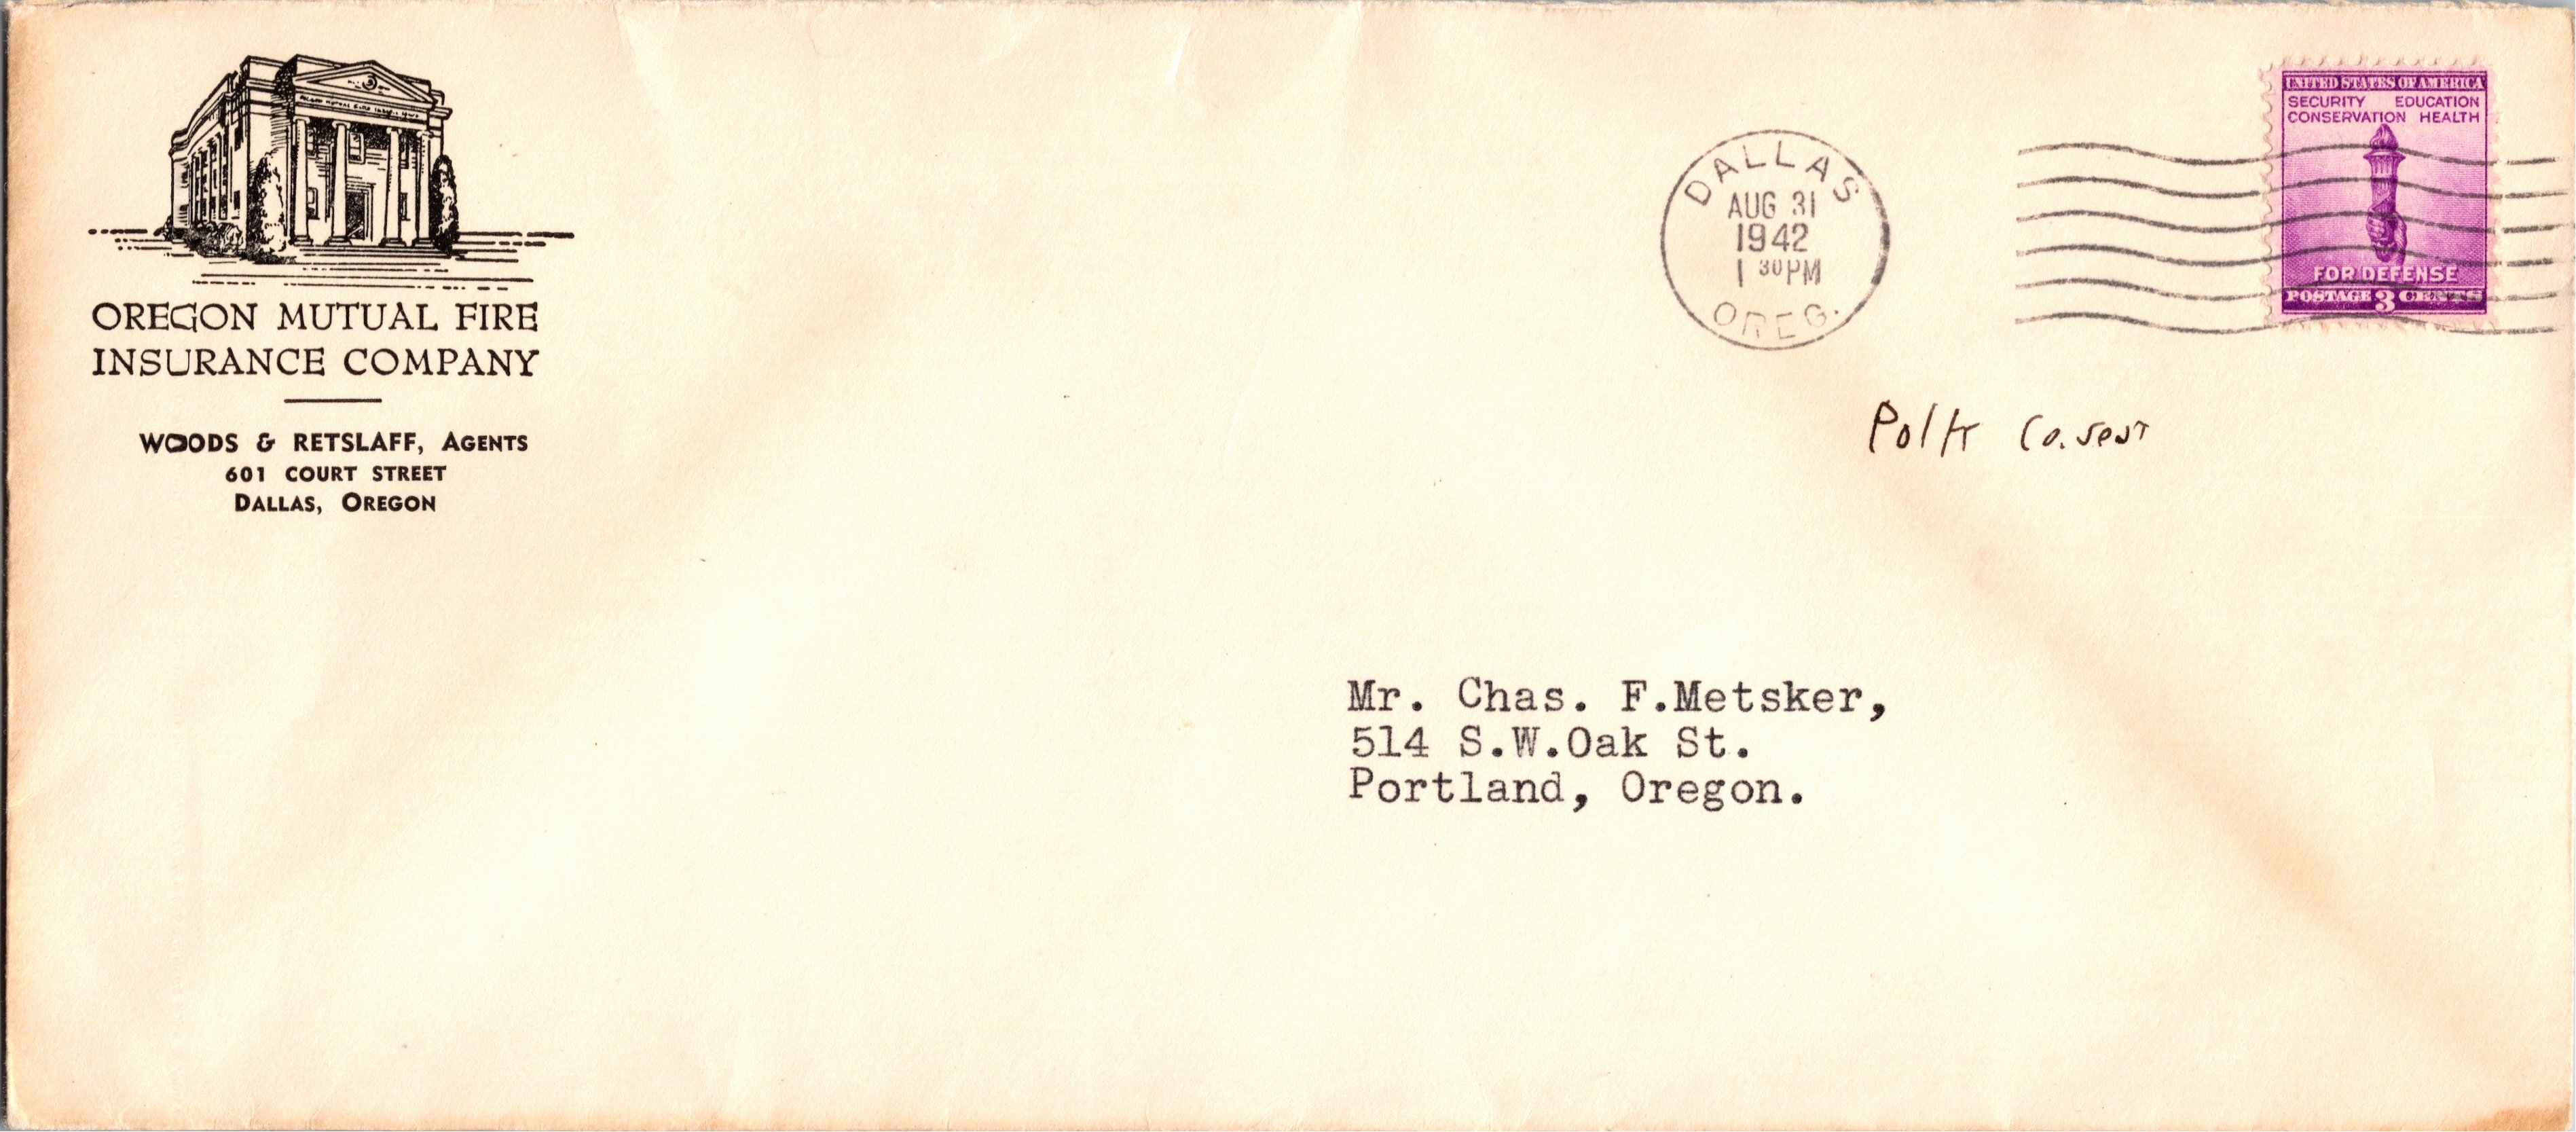 OREGON MUTUAL FIRE
INSURANCE COMPANY
WOODS & RETSLAFF, AGENTS
601 COURT STREET
DALLAS, OREGON
DALLAS
AUG 31
1942
1 30 PM
OREG.
UNITED STATES OF AMERICA
SECURITY EDUCATION
CONSERVATION HEALTH
FOR DEFENSE
POSTAGE 3 CENTS
Polk Co.
Mr. Chas. F.Metsker,
514 S.W.Oak St.
Portland, Oregon.